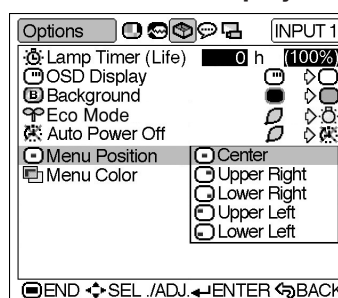 Options INPUT 1
Lamp Timer (Life) 0 h (100%)
OSD Display
B Background
Eco Mode
Auto Power Off
Menu Position Center
Menu Color Upper Right
Lower Right
Upper Left
Lower Left
END SEL ./ADJ. ENTER BACK